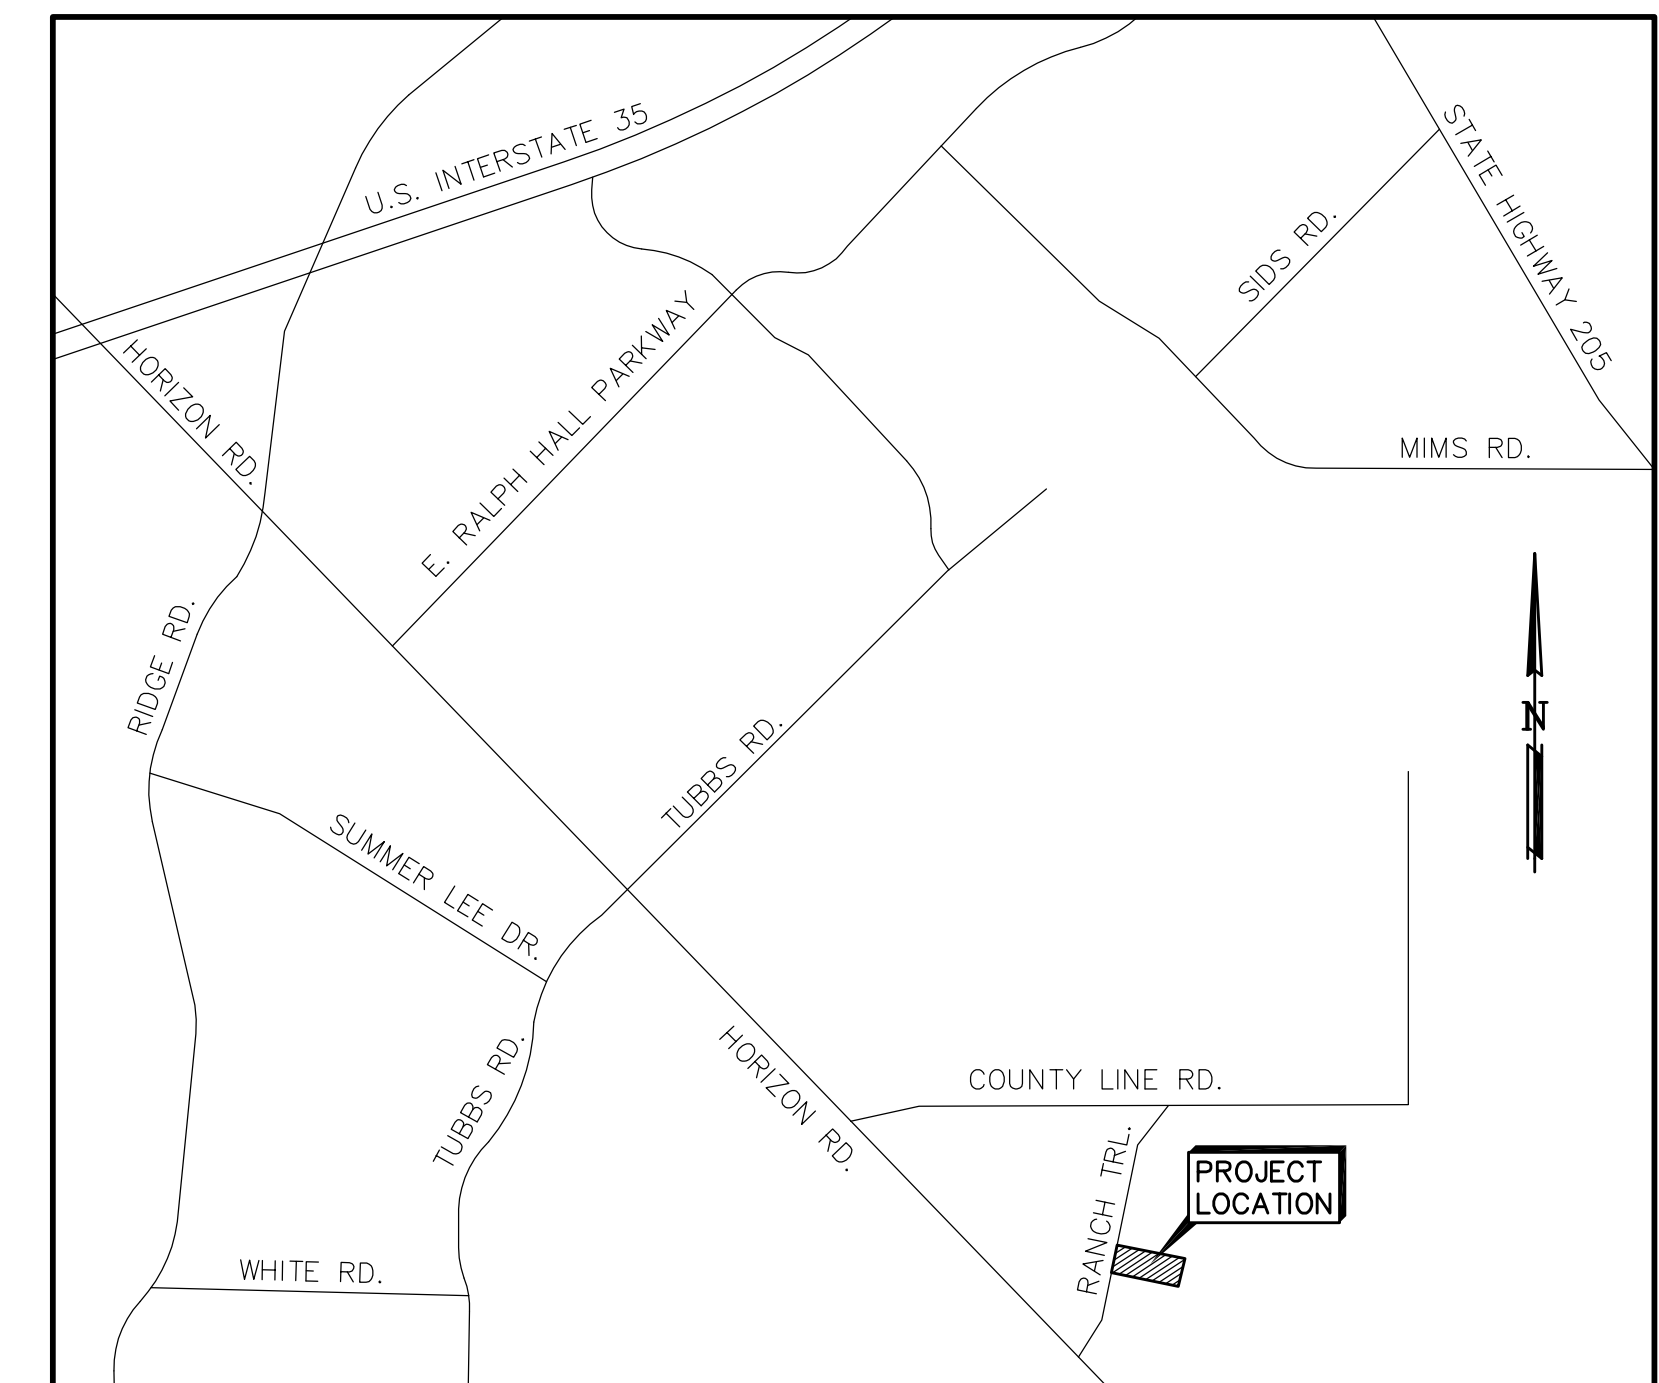 U.S. INTERSTATE 35
STATE HIGHWAY 205
SIDS RD.
HORIZON RD.
E. RALPH HALL PARKWAY
MIMS RD.
RIDGE RD.
N
TUBBS RD.
SUMMER LEE DR.
TUBBS RD.
HORIZON RD.
COUNTY LINE RD.
RANCH TRL.
PROJECT
LOCATION
WHITE RD.